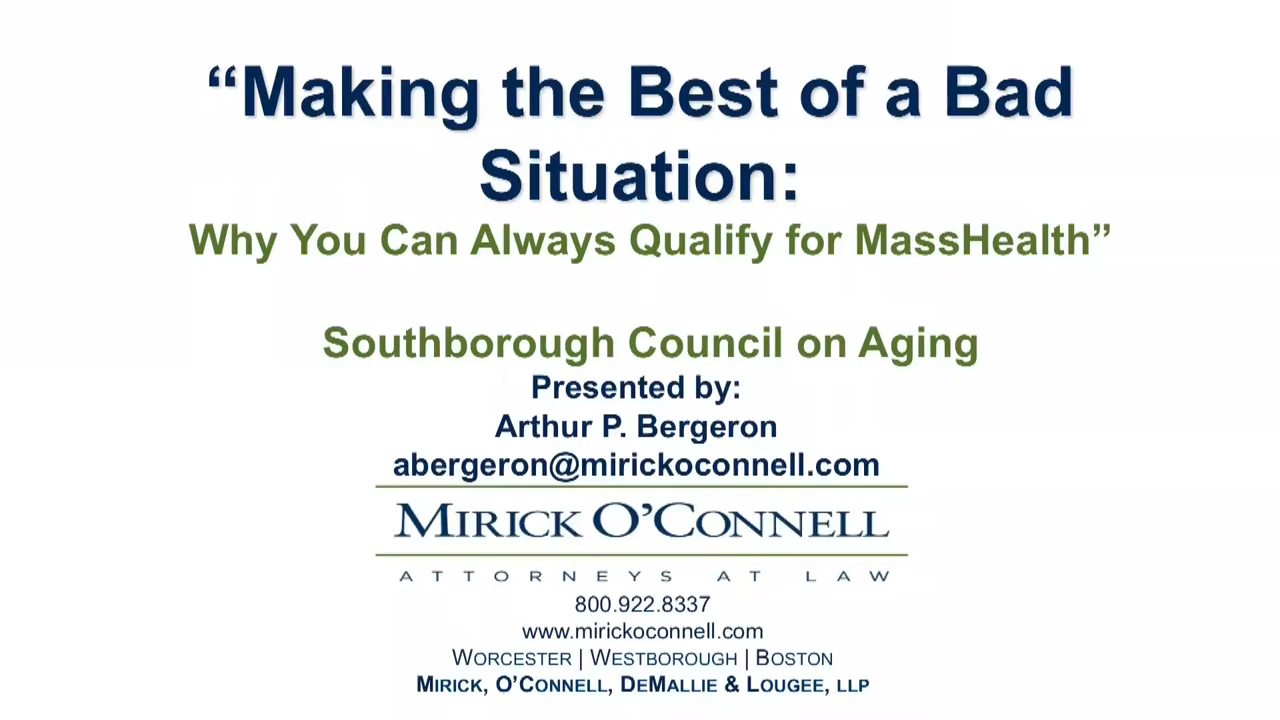 “Making the Best of a Bad
Situation:
Why You Can Always Qualify for MassHealth”
Southborough Council on Aging
Presented by:
Arthur P. Bergeron
abergeron@mirickoconnell.com
MIRICK O’CONNELL
ATTORNEYS AT LAW
800.922.8337
www.mirickoconnell.com
WORCESTER | WESTBOROUGH | BOSTON
MIRICK, O’CONNELL, DEMALLIE & LOUGEE, LLP